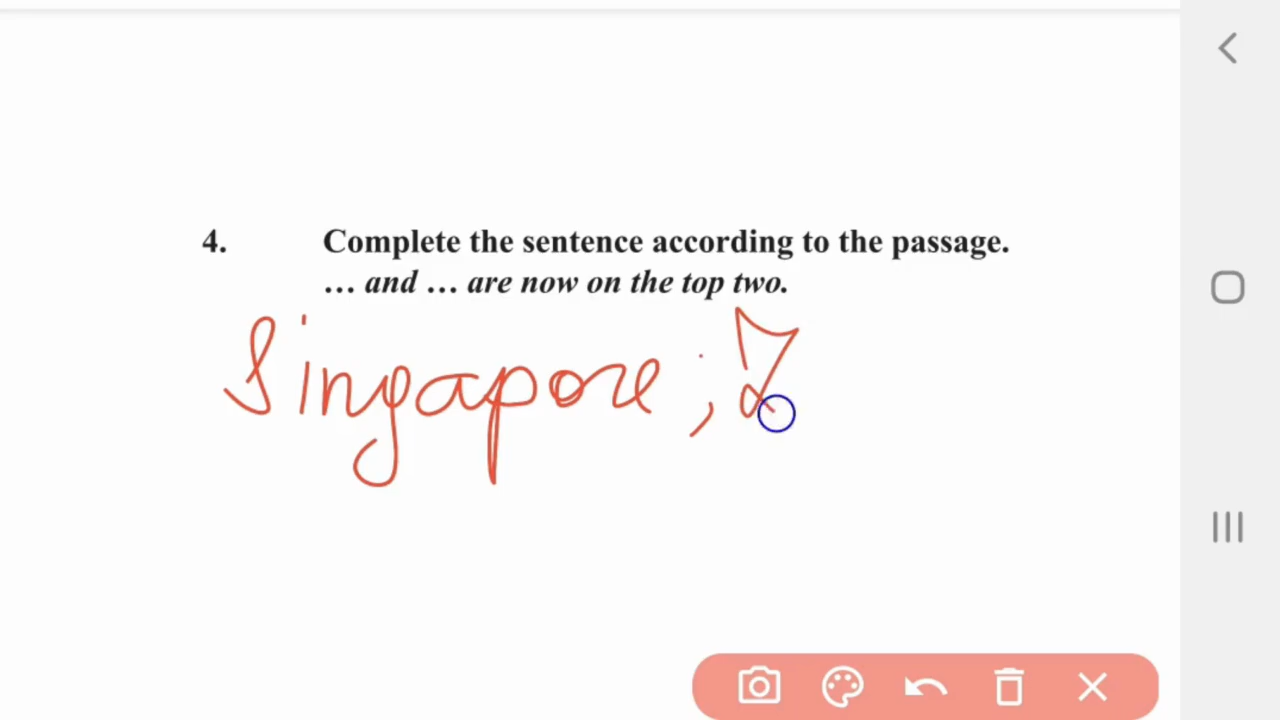 4. Complete the sentence according to the passage.
… and … are now on the top two.
Singapore ;